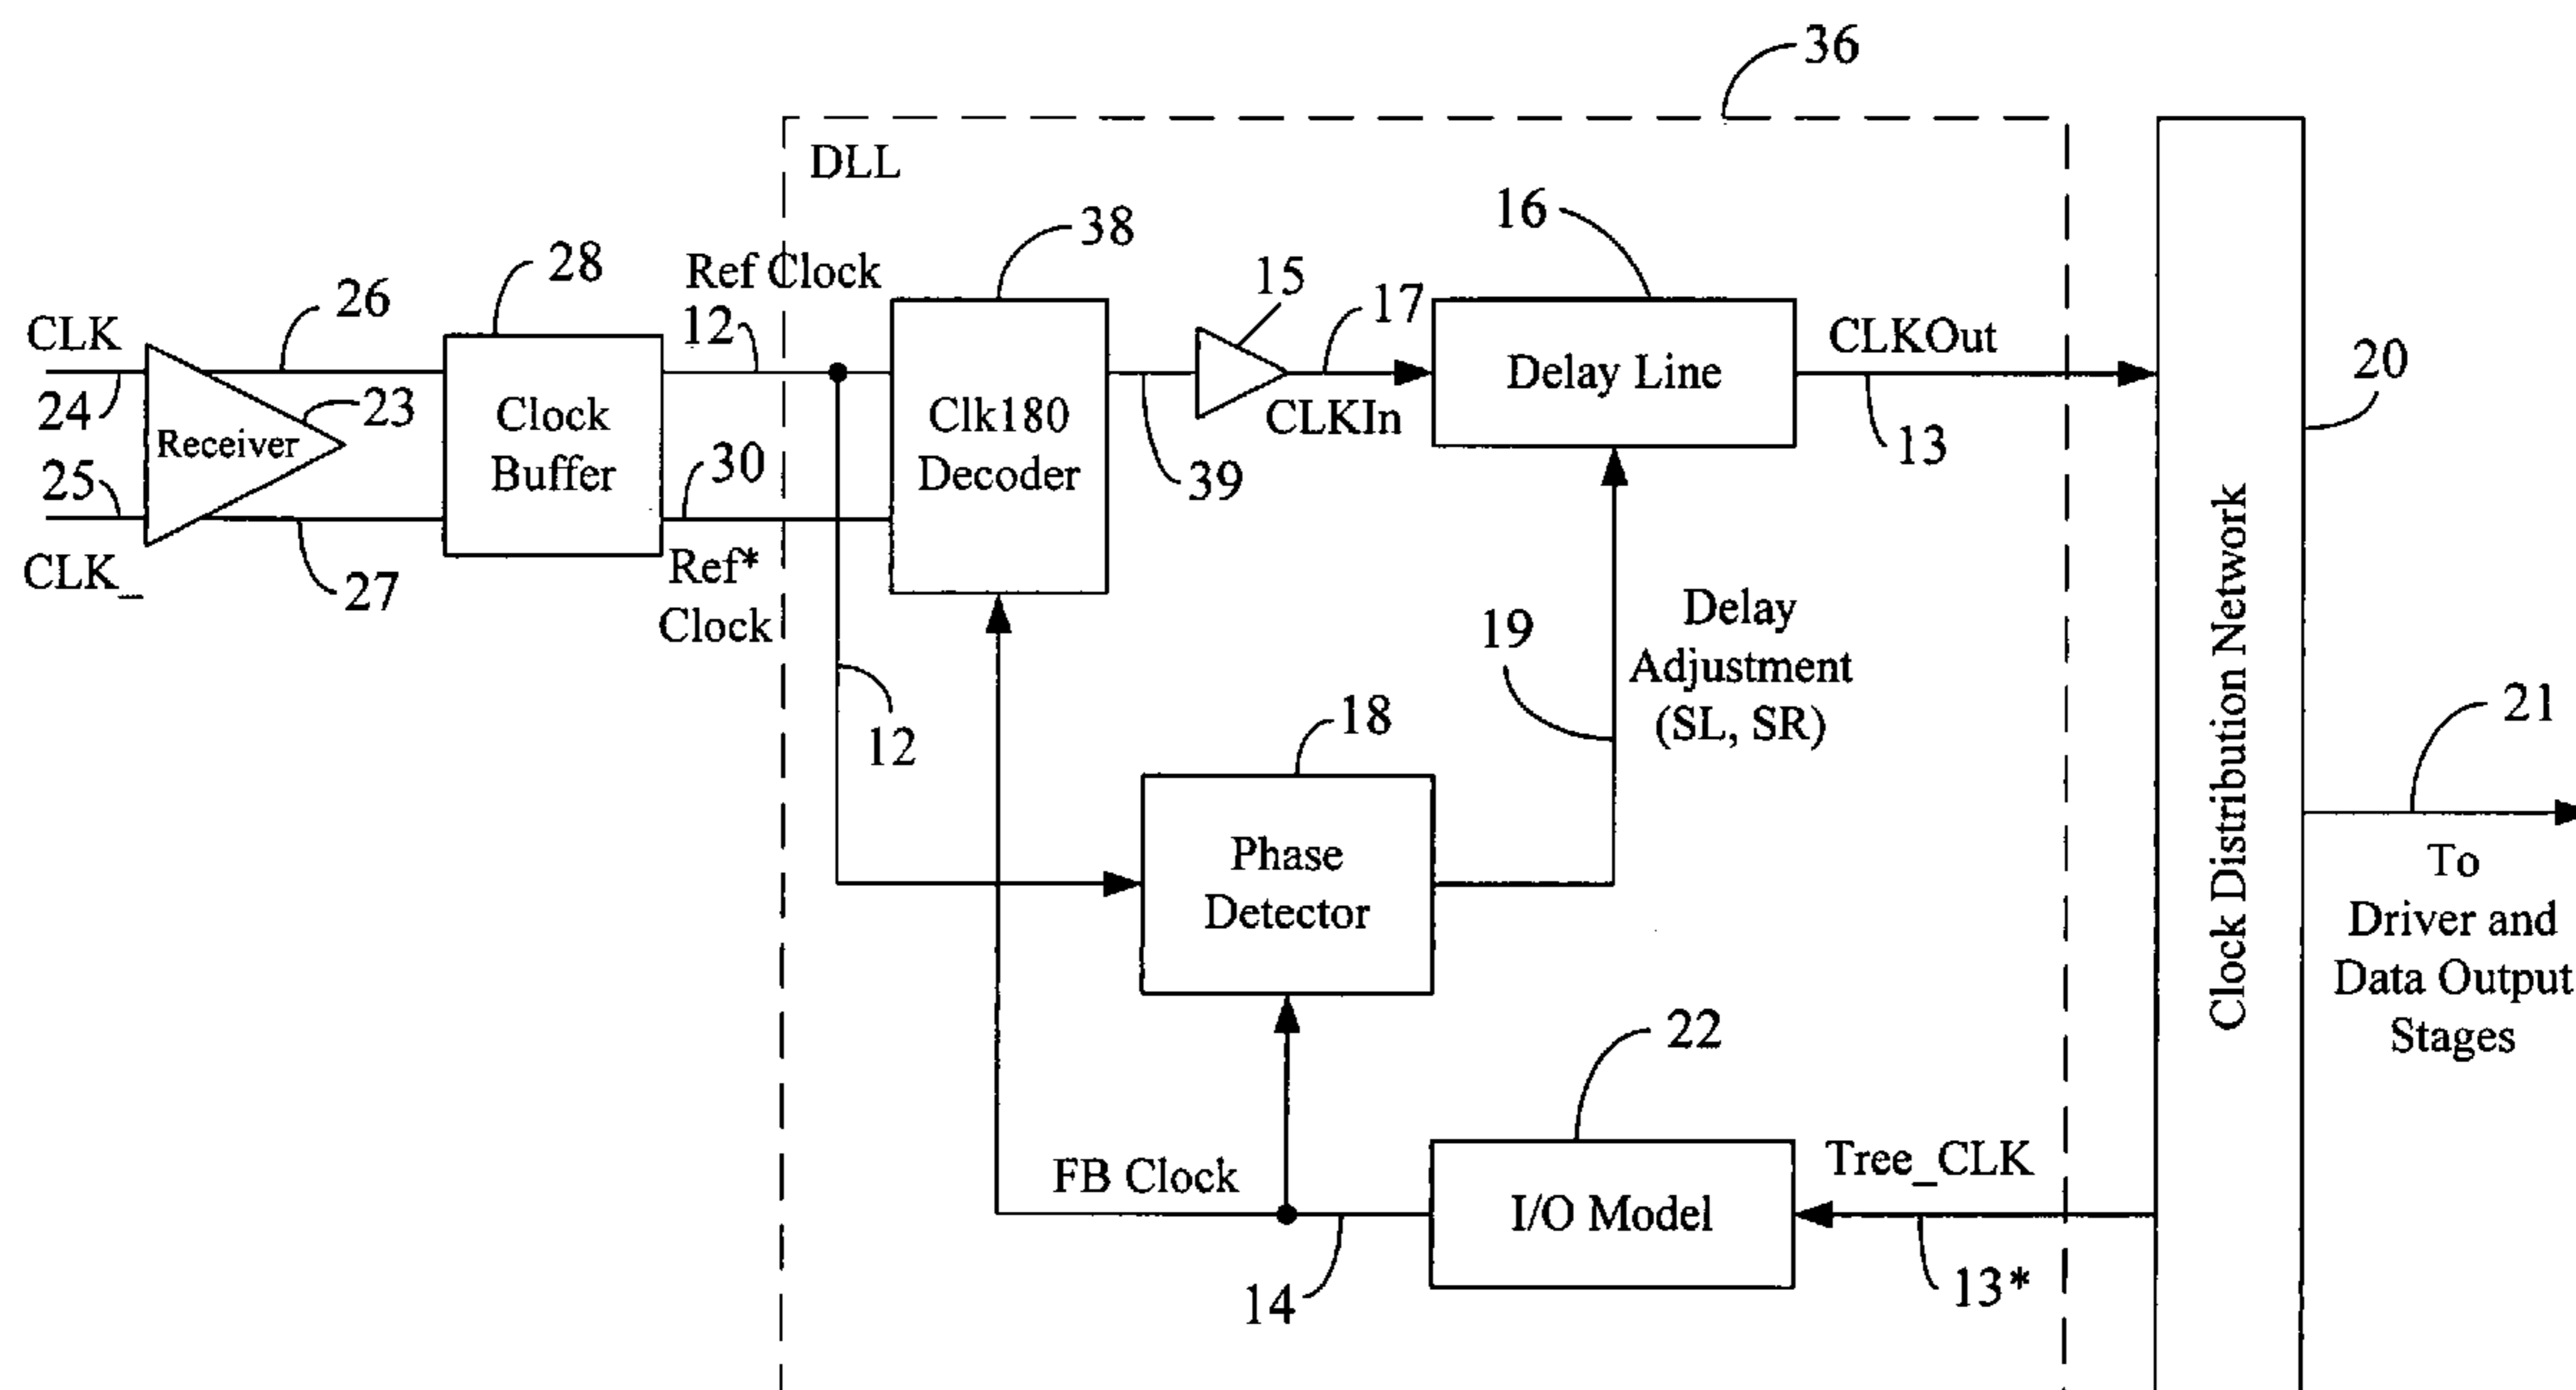 36
DLL
38
16
15
28
Ref Clock
12
26
17
CLK
CLKOut
20
24
23
Receiver
Clock
Buffer
Clk180
Decoder
Delay Line
CLKIn
13
25
30
39
CLK_
27
Ref*
Clock
19
Delay
Adjustment
(SL, SR)
Clock Distribution Network
12
18
21
Phase
Detector
To
Driver and
Data Output
Stages
22
FB Clock
I/O Model
Tree_CLK
14
13*